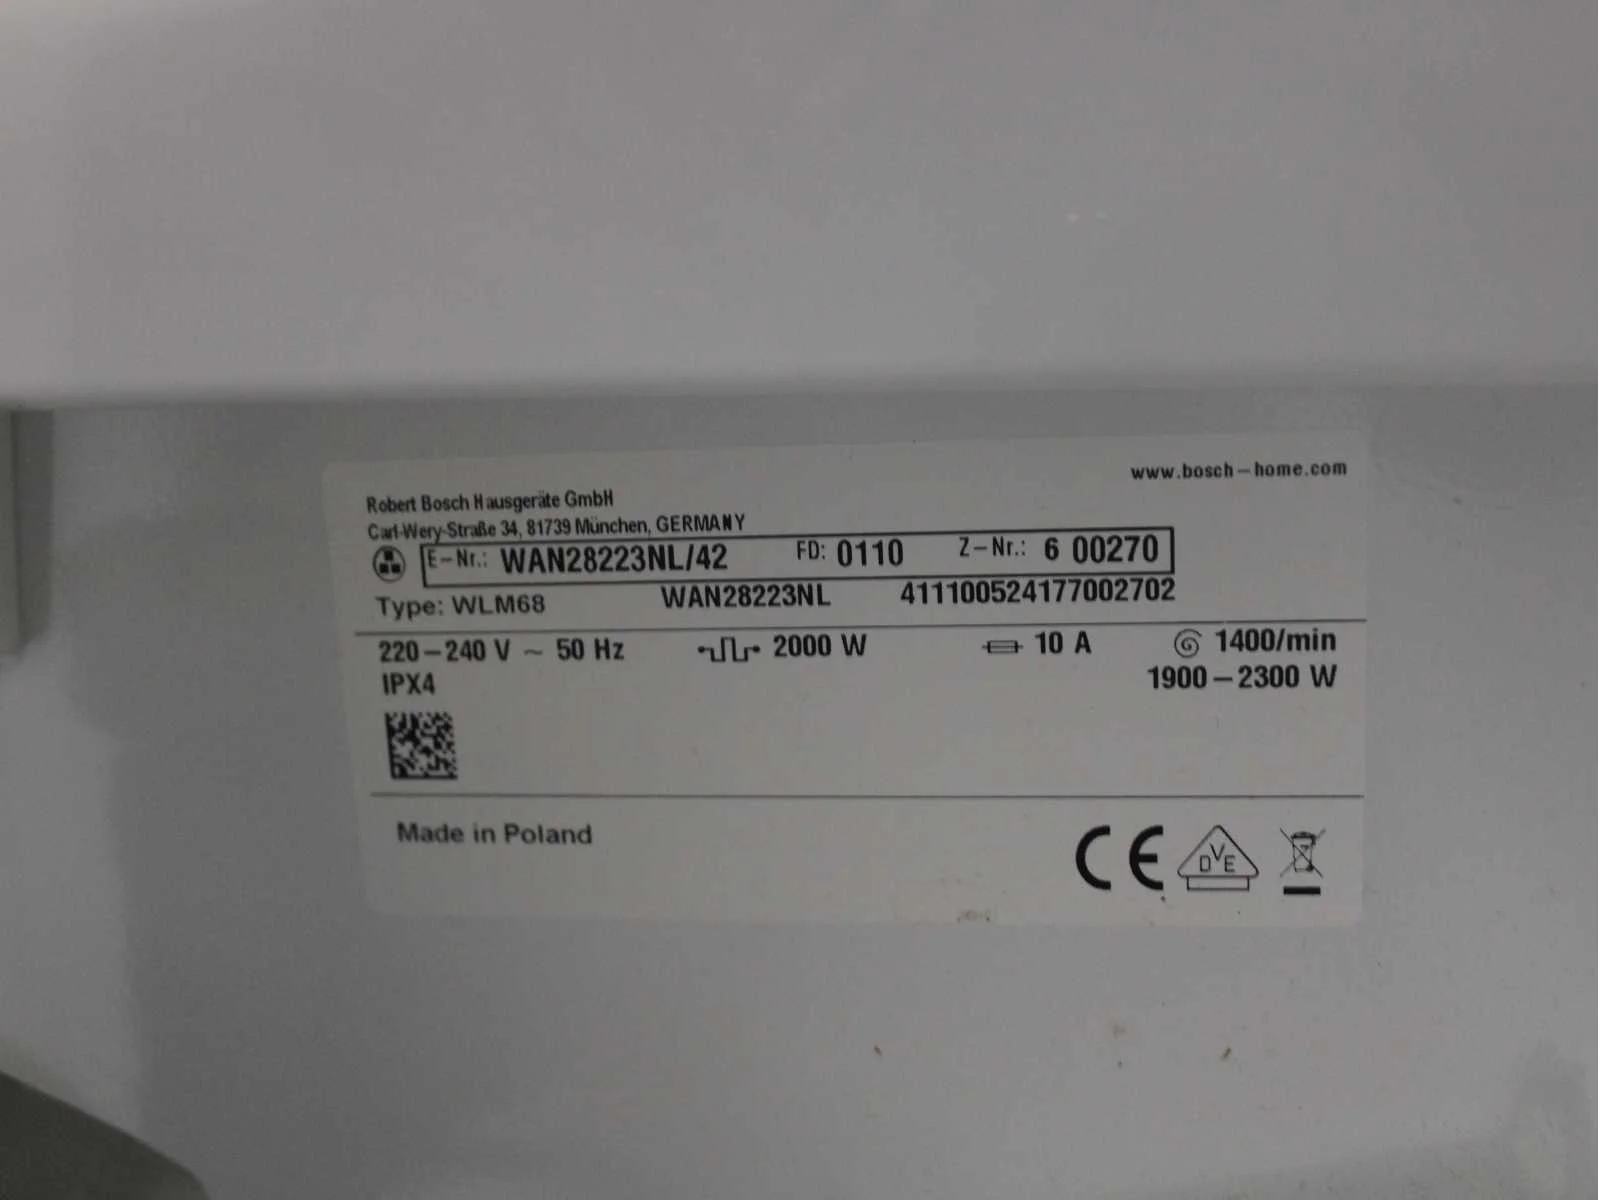 www.bosch-home.com
Robert Bosch Hausgeräte GmbH
Carl-Wery-Straße 34, 81739 München, GERMANY
E-Nr.: WAN28223NL/42 FD: 0110 Z-Nr.: 6 00270
Type: WLM68 WAN28223NL 411100524177002702
220-240 V ~ 50 Hz 2000 W 10 A 1400/min
IPX4 1900-2300 W
Made in Poland
CE DVE